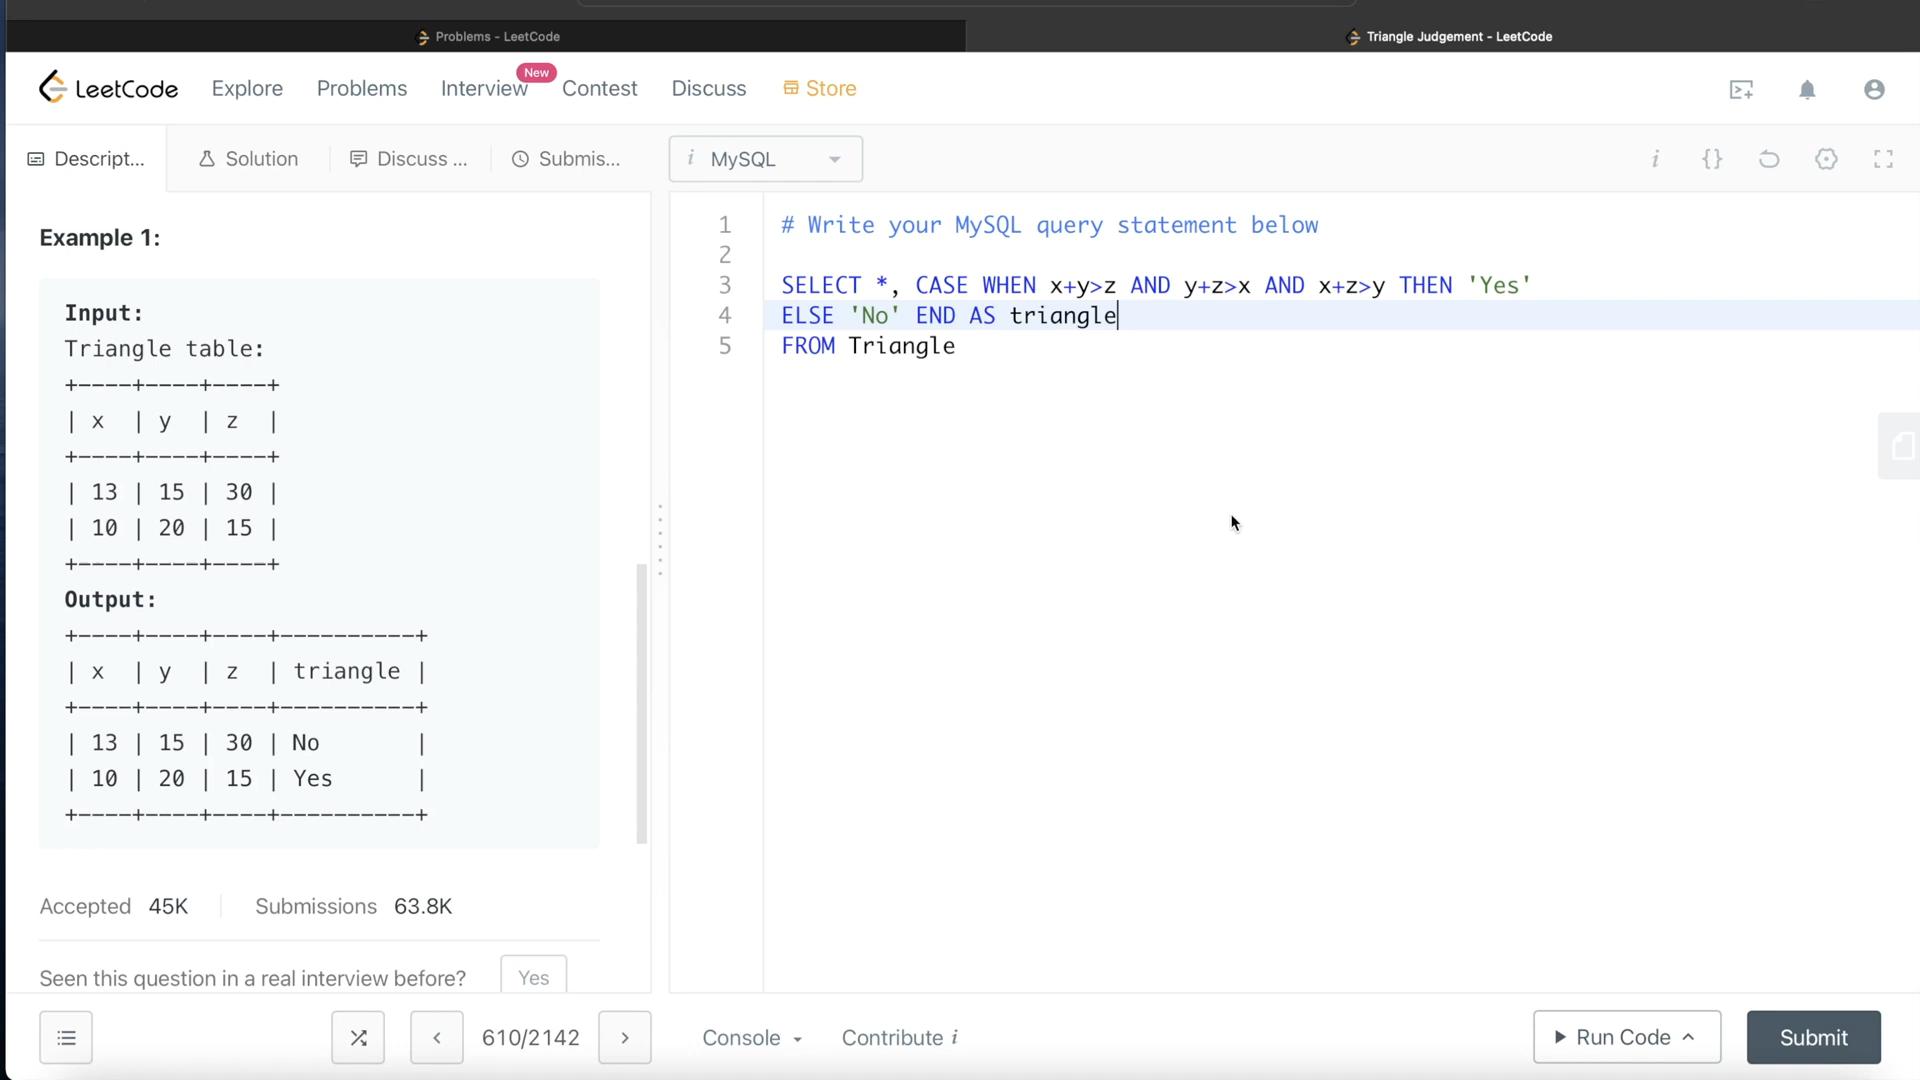 Problems - LeetCode
Triangle Judgement - LeetCode
LeetCode
Explore
Problems
Interview
New
Contest
Discuss
Store
Descript...
Solution
Discuss ...
Submis...
i MySQL
i
{}
Example 1:
Input:
Triangle table:
+----+----+----+
| x  | y  | z  |
+----+----+----+
| 13 | 15 | 30 |
| 10 | 20 | 15 |
+----+----+----+
Output:
+----+----+----+----------+
| x  | y  | z  | triangle |
+----+----+----+----------+
| 13 | 15 | 30 | No       |
| 10 | 20 | 15 | Yes      |
+----+----+----+----------+
Accepted 45K
Submissions 63.8K
Seen this question in a real interview before?
Yes
1 # Write your MySQL query statement below
2
3 SELECT *, CASE WHEN x+y>z AND y+z>x AND x+z>y THEN 'Yes'
4 ELSE 'No' END AS triangle
5 FROM Triangle
< 610/2142 >
Console
Contribute i
Run Code
Submit